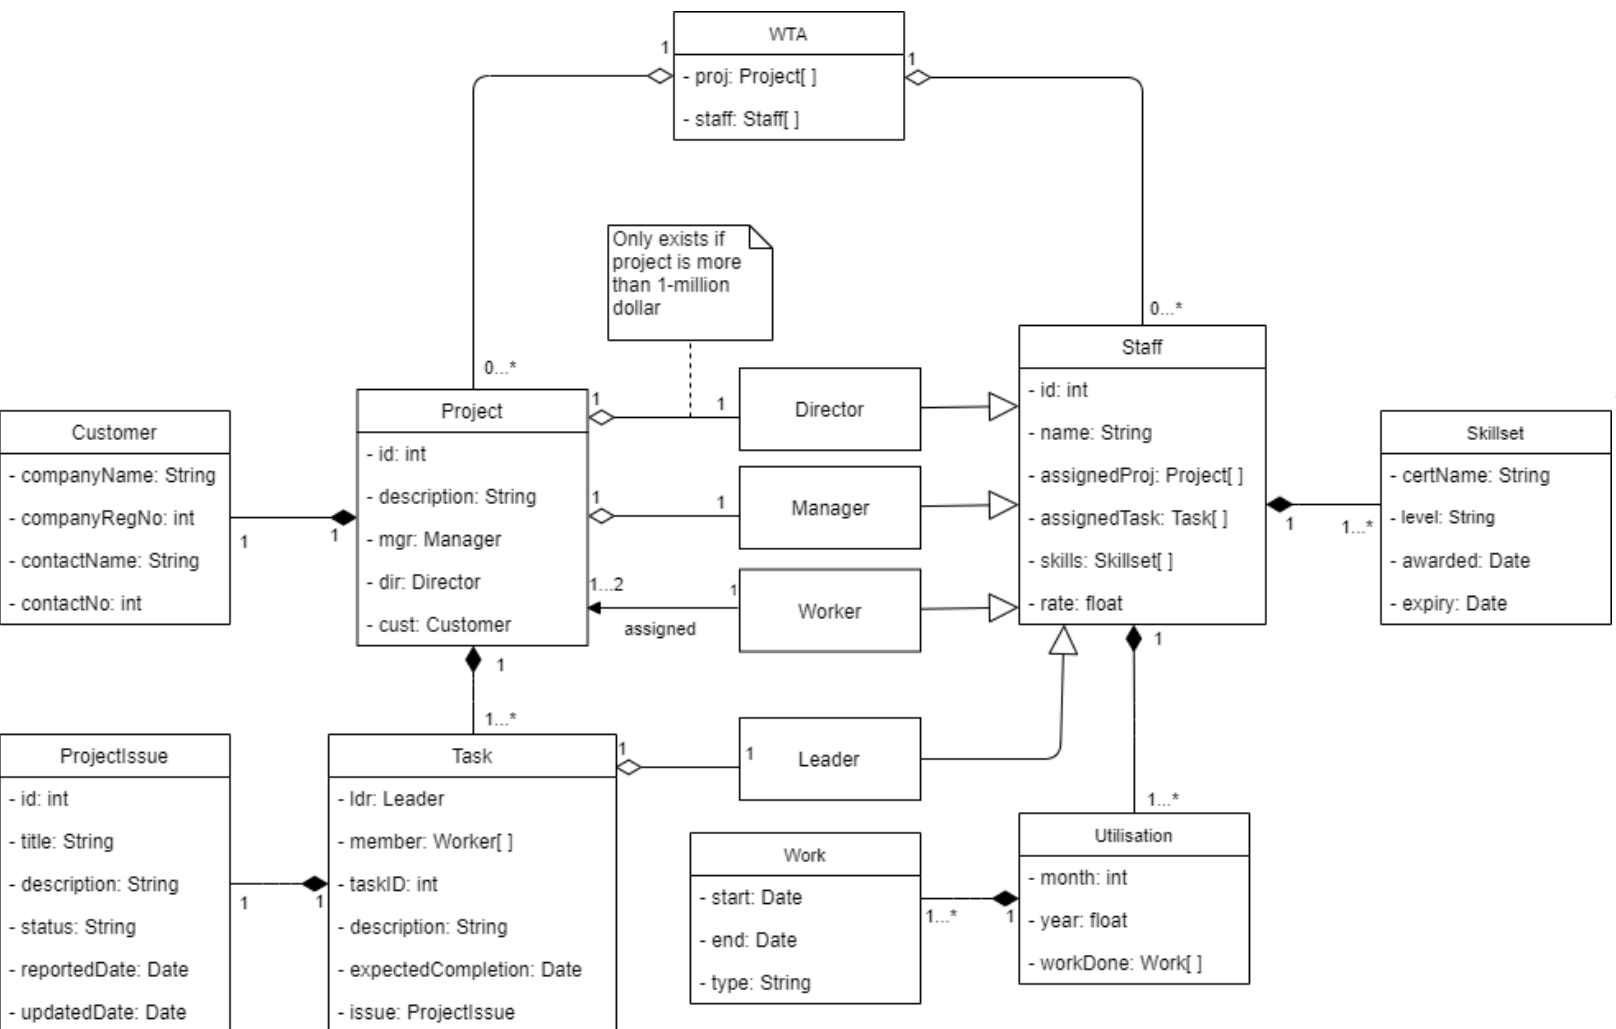 WTA
- proj: Project[ ]
- staff: Staff[ ]
1
1
0...*
0...*
Only exists if
project is more
than 1-million
dollar
Customer
- companyName: String
- companyRegNo: int
- contactName: String
- contactNo: int
1
1
Project
- id: int
- description: String
- mgr: Manager
- dir: Director
- cust: Customer
1
1
Director
1
1
Manager
1...2
1
assigned
Worker
Staff
- id: int
- name: String
- assignedProj: Project[ ]
- assignedTask: Task[ ]
- skills: Skillset[ ]
- rate: float
1
1...*
Skillset
- certName: String
- level: String
- awarded: Date
- expiry: Date
1
1...*
1
1...*
ProjectIssue
- id: int
- title: String
- description: String
- status: String
- reportedDate: Date
- updatedDate: Date
1
1
Task
- ldr: Leader
- member: Worker[ ]
- taskID: int
- description: String
- expectedCompletion: Date
- issue: ProjectIssue
1
1
Leader
Work
- start: Date
- end: Date
- type: String
1...*
1
Utilisation
- month: int
- year: float
- workDone: Work[ ]